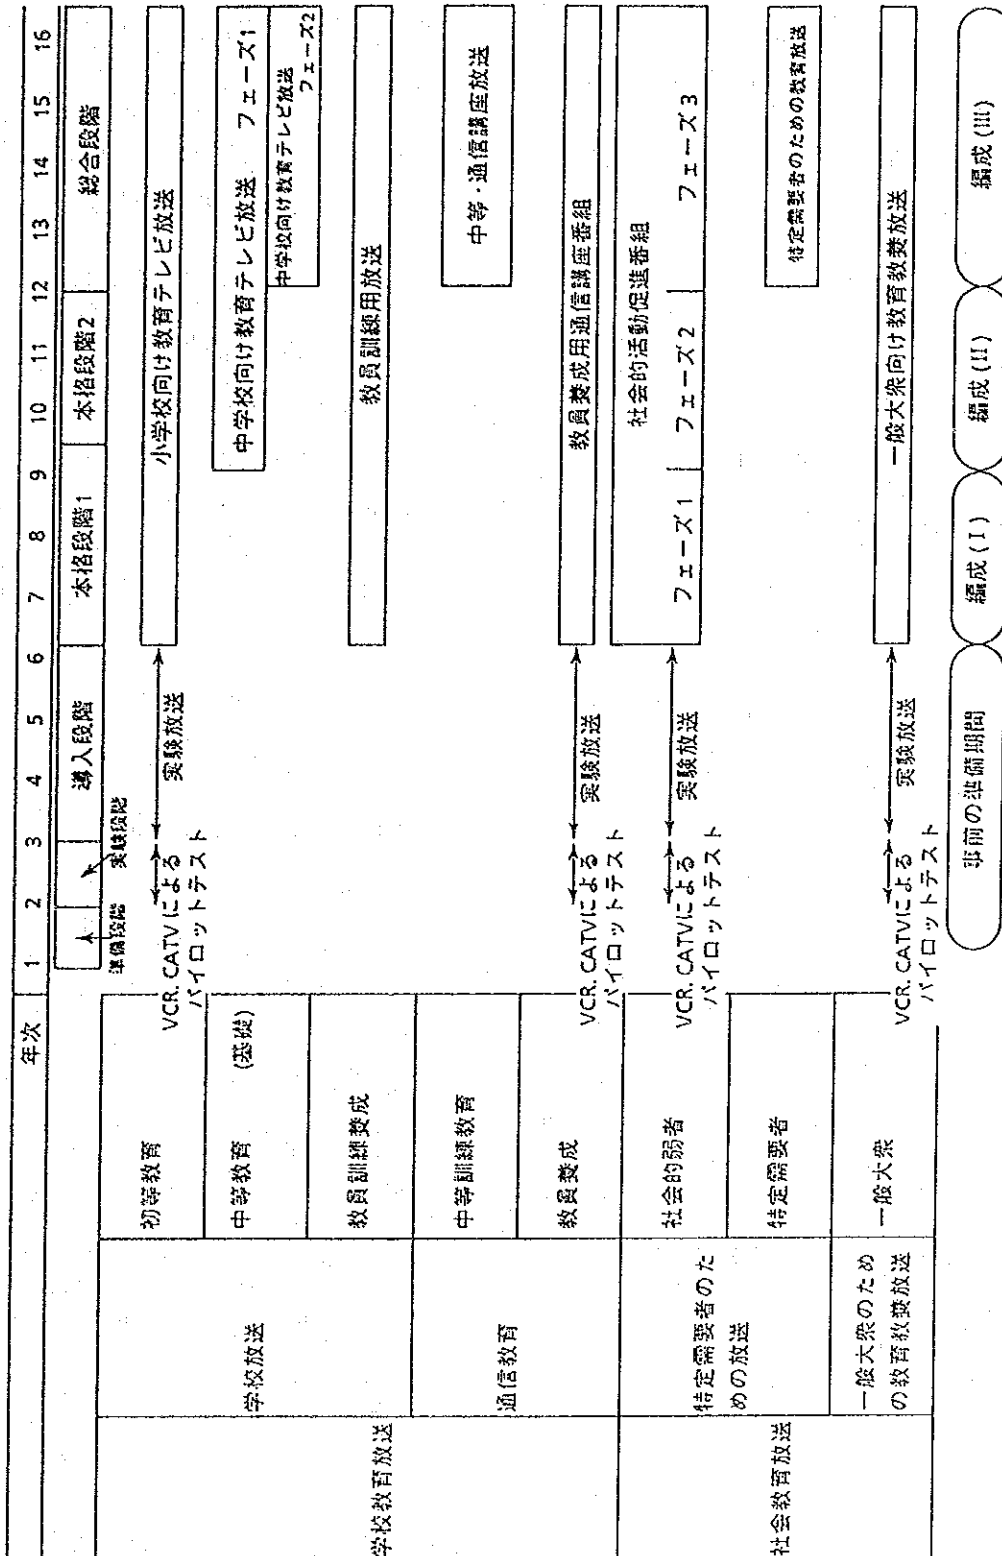 年次
1 2 3 4 5 6 7 8 9 10 11 12 13 14 15 16
導入段階 本格段階1 本格段階2 総合段階
準備段階 実験段階
学校教育放送
学校放送
初等教育
VCR. CATVによる
パイロットテスト
実験放送
小学校向け教育テレビ放送
中等教育 (基礎)
中学校向け教育テレビ放送 フェーズ1
中学校向け教育テレビ放送
フェーズ2
教員訓練養成
教員訓練用放送
通信教育
中等訓練教育
中等・通信講座放送
教員養成
VCR. CATVによる
パイロットテスト
実験放送
教員養成用通信講座番組
社会教育放送
特定需要者のた
めの放送
社会的弱者
VCR. CATVによる
パイロットテスト
実験放送
社会的活動促進番組
フェーズ1 フェーズ2 フェーズ3
特定需要者
特定需要者のための教育放送
一般大衆のため
の教育教養放送
一般大衆
VCR. CATVによる
パイロットテスト
実験放送
一般大衆向け教育教養放送
事前の準備期間 編成(I) 編成(II) 編成(III)